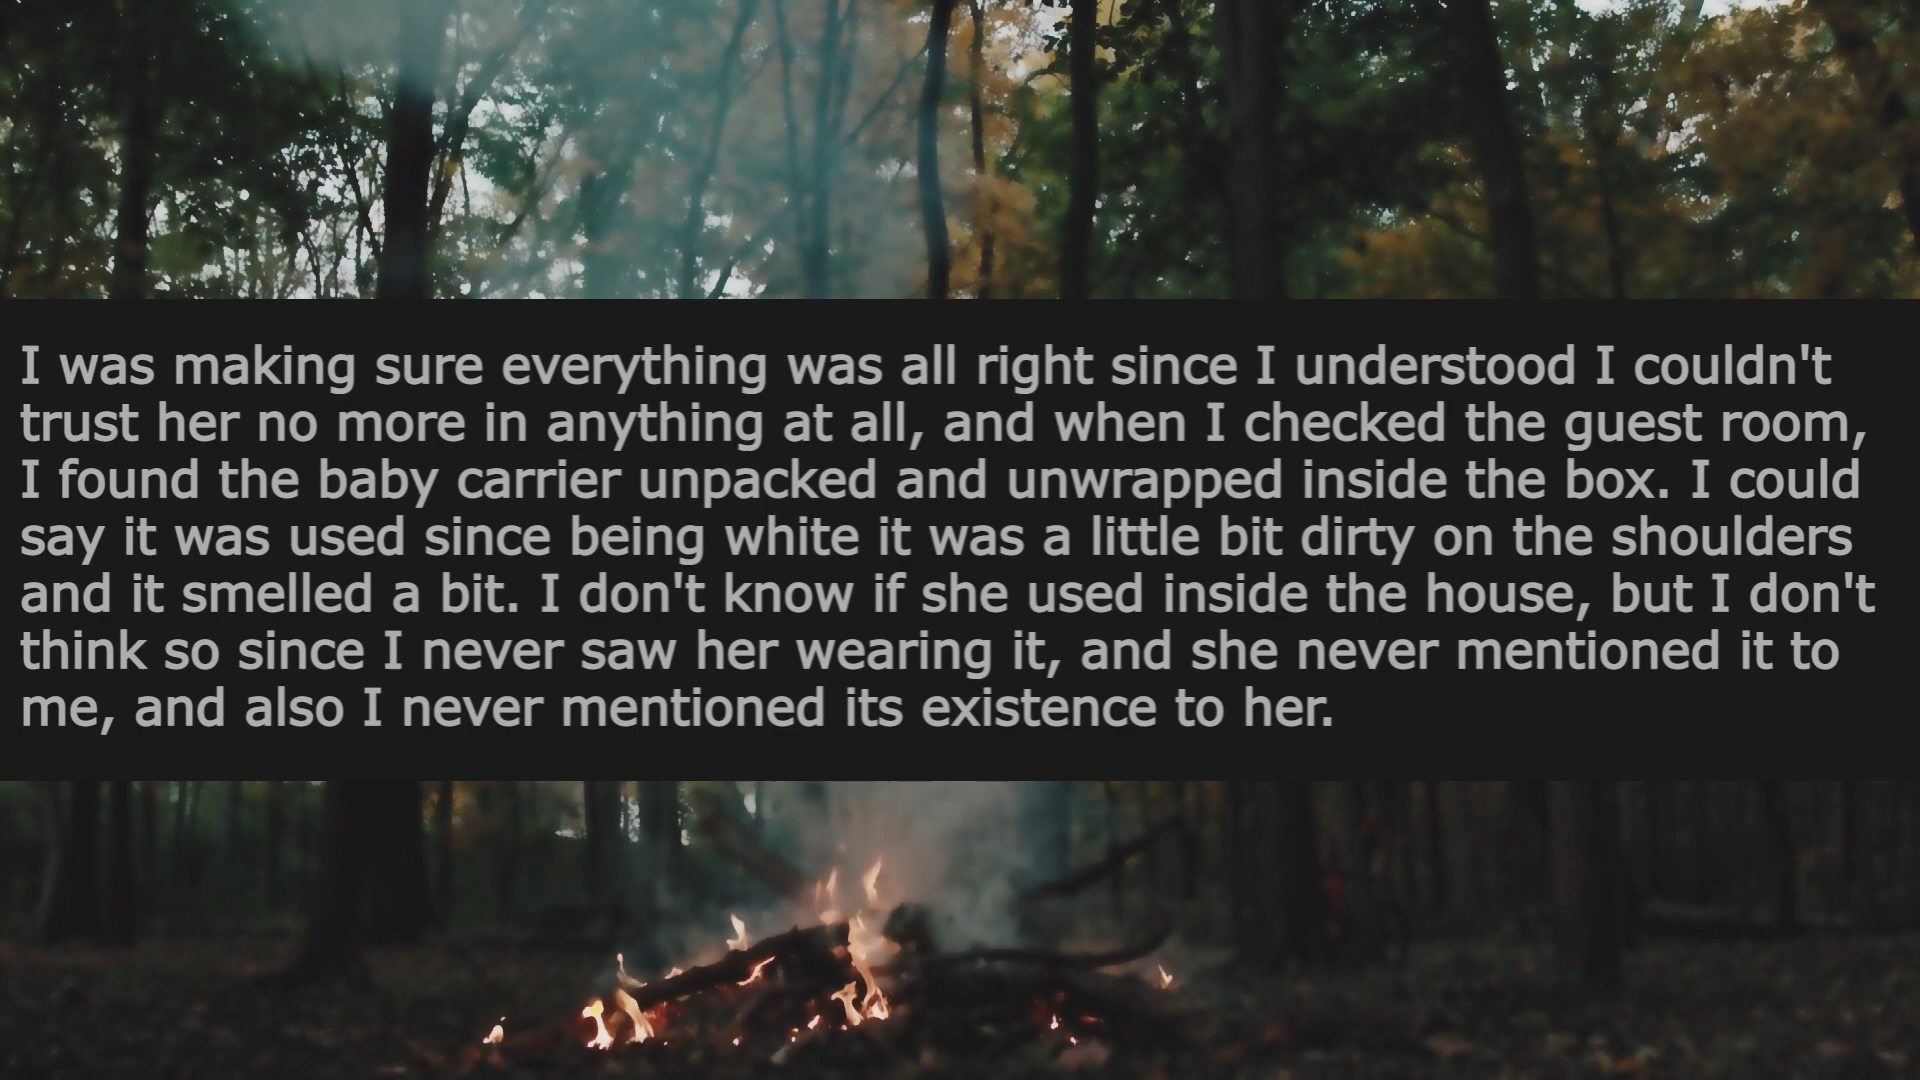 I was making sure everything was all right since I understood I couldn't
trust her no more in anything at all, and when I checked the guest room,
I found the baby carrier unpacked and unwrapped inside the box. I could
say it was used since being white it was a little bit dirty on the shoulders
and it smelled a bit. I don't know if she used inside the house, but I don't
think so since I never saw her wearing it, and she never mentioned it to
me, and also I never mentioned its existence to her.